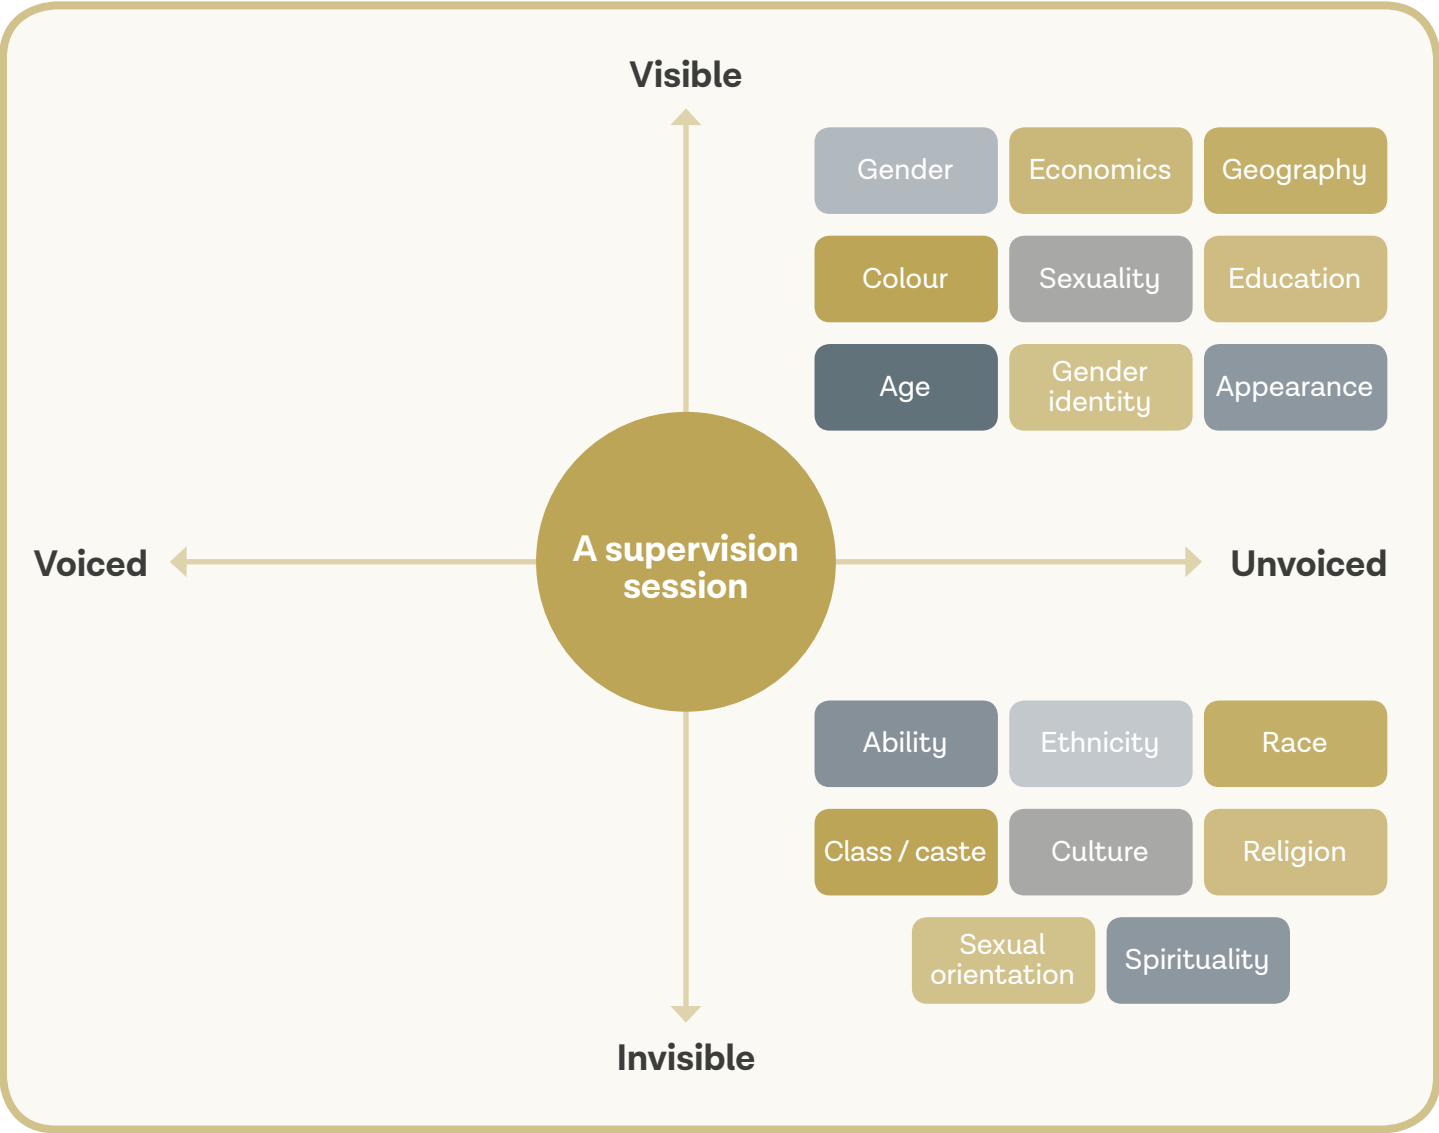 Visible
Gender
Economics
Geography
Colour
Sexuality
Education
Age
Gender
identity
Appearance
Voiced
A supervision
session
Unvoiced
Ability
Ethnicity
Race
Class / caste
Culture
Religion
Sexual
orientation
Spirituality
Invisible